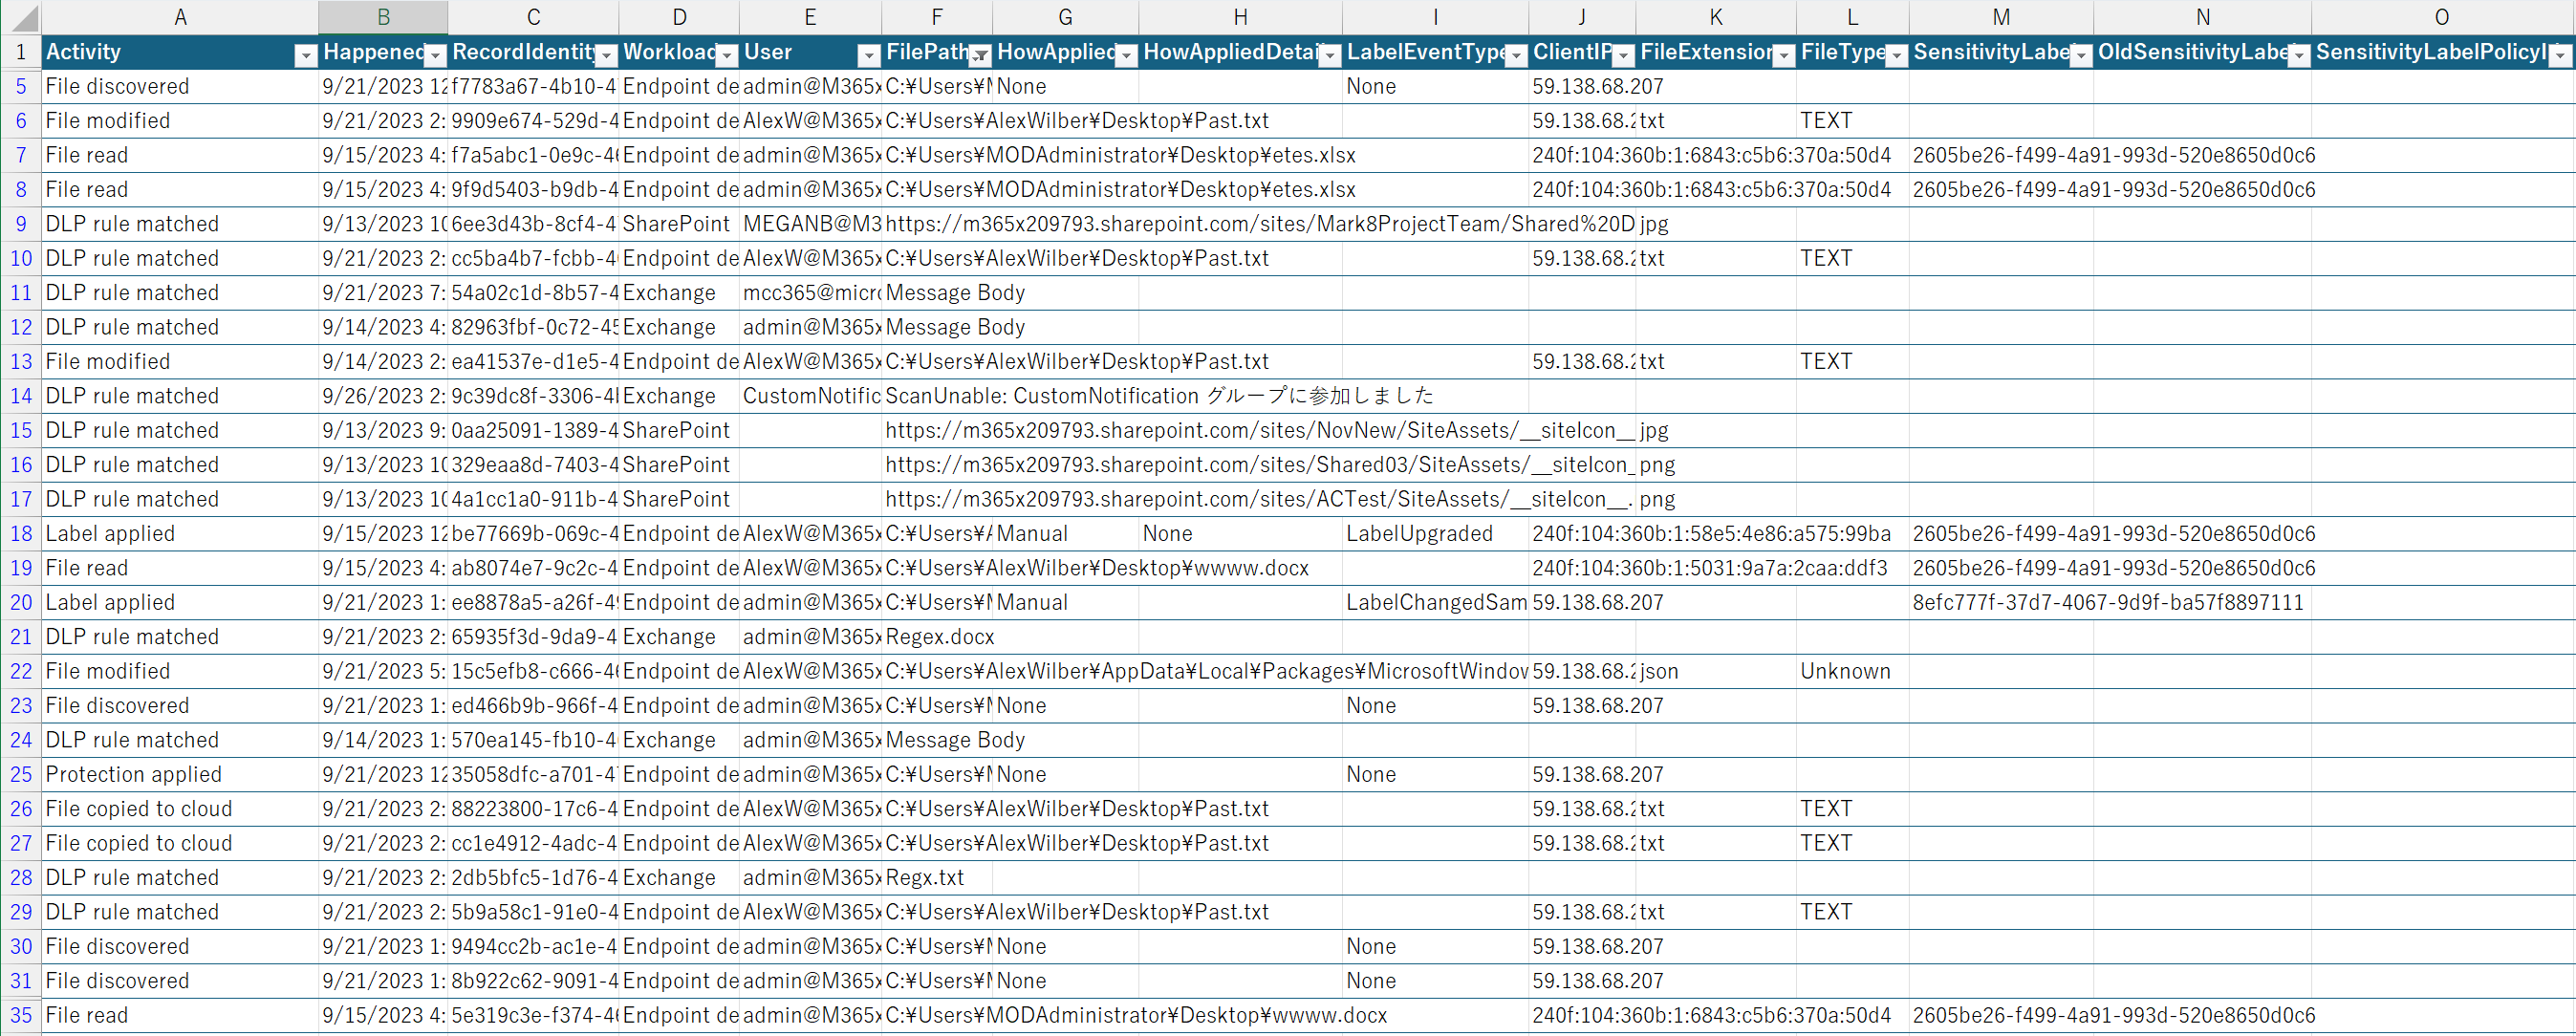 A B C D E F G H I J K L M N O
1 Activity Happened RecordIdentity Workload User FilePath HowApplied HowAppliedDetai LabelEventType ClientIP FileExtension FileType SensitivityLabel OldSensitivityLabe SensitivityLabelPolicyI
5 File discovered 9/21/2023 12 f7783a67-4b10-4 Endpoint de admin@M365x C:¥Users¥M None None 59.138.68.207
6 File modified 9/21/2023 2: 9909e674-529d-4 Endpoint de AlexW@M365x C:¥Users¥AlexWilber¥Desktop¥Past.txt 59.138.68.2 txt TEXT
7 File read 9/15/2023 4: f7a5abc1-0e9c-46 Endpoint de admin@M365x C:¥Users¥MODAdministrator¥Desktop¥etes.xlsx 240f:104:360b:1:6843:c5b6:370a:50d4 2605be26-f499-4a91-993d-520e8650d0c6
8 File read 9/15/2023 4: 9f9d5403-b9db-4 Endpoint de admin@M365x C:¥Users¥MODAdministrator¥Desktop¥etes.xlsx 240f:104:360b:1:6843:c5b6:370a:50d4 2605be26-f499-4a91-993d-520e8650d0c6
9 DLP rule matched 9/13/2023 10 6ee3d43b-8cf4-4 SharePoint MEGANB@M3 https://m365x209793.sharepoint.com/sites/Mark8ProjectTeam/Shared%20D jpg
10 DLP rule matched 9/21/2023 2: cc5ba4b7-fcbb-4 Endpoint de AlexW@M365x C:¥Users¥AlexWilber¥Desktop¥Past.txt 59.138.68.2 txt TEXT
11 DLP rule matched 9/21/2023 7: 54a02c1d-8b57-4 Exchange mcc365@micro Message Body
12 DLP rule matched 9/14/2023 4: 82963fbf-0c72-45 Exchange admin@M365x Message Body
13 File modified 9/14/2023 2: ea41537e-d1e5-4 Endpoint de AlexW@M365x C:¥Users¥AlexWilber¥Desktop¥Past.txt 59.138.68.2 txt TEXT
14 DLP rule matched 9/26/2023 2: 9c39dc8f-3306-4 Exchange CustomNotific ScanUnable: CustomNotification グループに参加しました
15 DLP rule matched 9/13/2023 9: 0aa25091-1389-4 SharePoint https://m365x209793.sharepoint.com/sites/NovNew/SiteAssets/__siteIcon__ jpg
16 DLP rule matched 9/13/2023 10 329eaa8d-7403-4 SharePoint https://m365x209793.sharepoint.com/sites/Shared03/SiteAssets/__siteIcon_ png
17 DLP rule matched 9/13/2023 10 4a1cc1a0-911b-4 SharePoint https://m365x209793.sharepoint.com/sites/ACTest/SiteAssets/__siteIcon__. png
18 Label applied 9/15/2023 12 be77669b-069c-4 Endpoint de AlexW@M365x C:¥Users¥A Manual None LabelUpgraded 240f:104:360b:1:58e5:4e86:a575:99ba 2605be26-f499-4a91-993d-520e8650d0c6
19 File read 9/15/2023 4: ab8074e7-9c2c-4 Endpoint de AlexW@M365x C:¥Users¥AlexWilber¥Desktop¥wwww.docx 240f:104:360b:1:5031:9a7a:2caa:ddf3 2605be26-f499-4a91-993d-520e8650d0c6
20 Label applied 9/21/2023 1: ee8878a5-a26f-49 Endpoint de admin@M365x C:¥Users¥M Manual LabelChangedSam 59.138.68.207 8efc777f-37d7-4067-9d9f-ba57f8897111
21 DLP rule matched 9/21/2023 2: 65935f3d-9da9-4 Exchange admin@M365x Regex.docx
22 File modified 9/21/2023 5: 15c5efb8-c666-46 Endpoint de AlexW@M365x C:¥Users¥AlexWilber¥AppData¥Local¥Packages¥MicrosoftWindow 59.138.68.2 json Unknown
23 File discovered 9/21/2023 1: ed466b9b-966f-4 Endpoint de admin@M365x C:¥Users¥M None None 59.138.68.207
24 DLP rule matched 9/14/2023 1: 570ea145-fb10-4 Exchange admin@M365x Message Body
25 Protection applied 9/21/2023 12 35058dfc-a701-47 Endpoint de admin@M365x C:¥Users¥M None None 59.138.68.207
26 File copied to cloud 9/21/2023 2: 88223800-17c6-4 Endpoint de AlexW@M365x C:¥Users¥AlexWilber¥Desktop¥Past.txt 59.138.68.2 txt TEXT
27 File copied to cloud 9/21/2023 2: cc1e4912-4adc-4 Endpoint de AlexW@M365x C:¥Users¥AlexWilber¥Desktop¥Past.txt 59.138.68.2 txt TEXT
28 DLP rule matched 9/21/2023 2: 2db5bfc5-1d76-4 Exchange admin@M365x Regx.txt
29 DLP rule matched 9/21/2023 2: 5b9a58c1-91e0-4 Endpoint de AlexW@M365x C:¥Users¥AlexWilber¥Desktop¥Past.txt 59.138.68.2 txt TEXT
30 File discovered 9/21/2023 1: 9494cc2b-ac1e-4 Endpoint de admin@M365x C:¥Users¥M None None 59.138.68.207
31 File discovered 9/21/2023 1: 8b922c62-9091-4 Endpoint de admin@M365x C:¥Users¥M None None 59.138.68.207
35 File read 9/15/2023 4: 5e319c3e-f374-46 Endpoint de admin@M365x C:¥Users¥MODAdministrator¥Desktop¥wwww.docx 240f:104:360b:1:6843:c5b6:370a:50d4 2605be26-f499-4a91-993d-520e8650d0c6